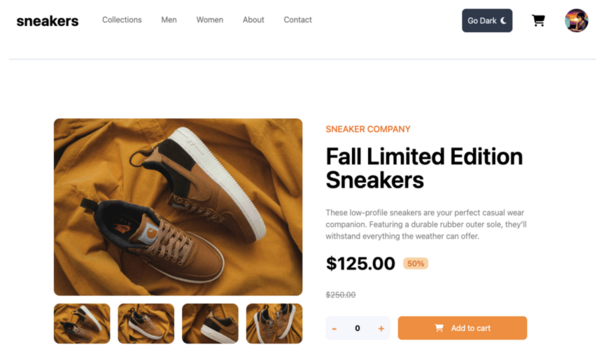 sneakers Collections Men Women About Contact Go Dark
SNEAKER COMPANY
Fall Limited Edition
Sneakers
These low-profile sneakers are your perfect casual wear
companion. Featuring a durable rubber outer sole, they'll
withstand everything the weather can offer.
$125.00 50%
$250.00
- 0 + Add to cart